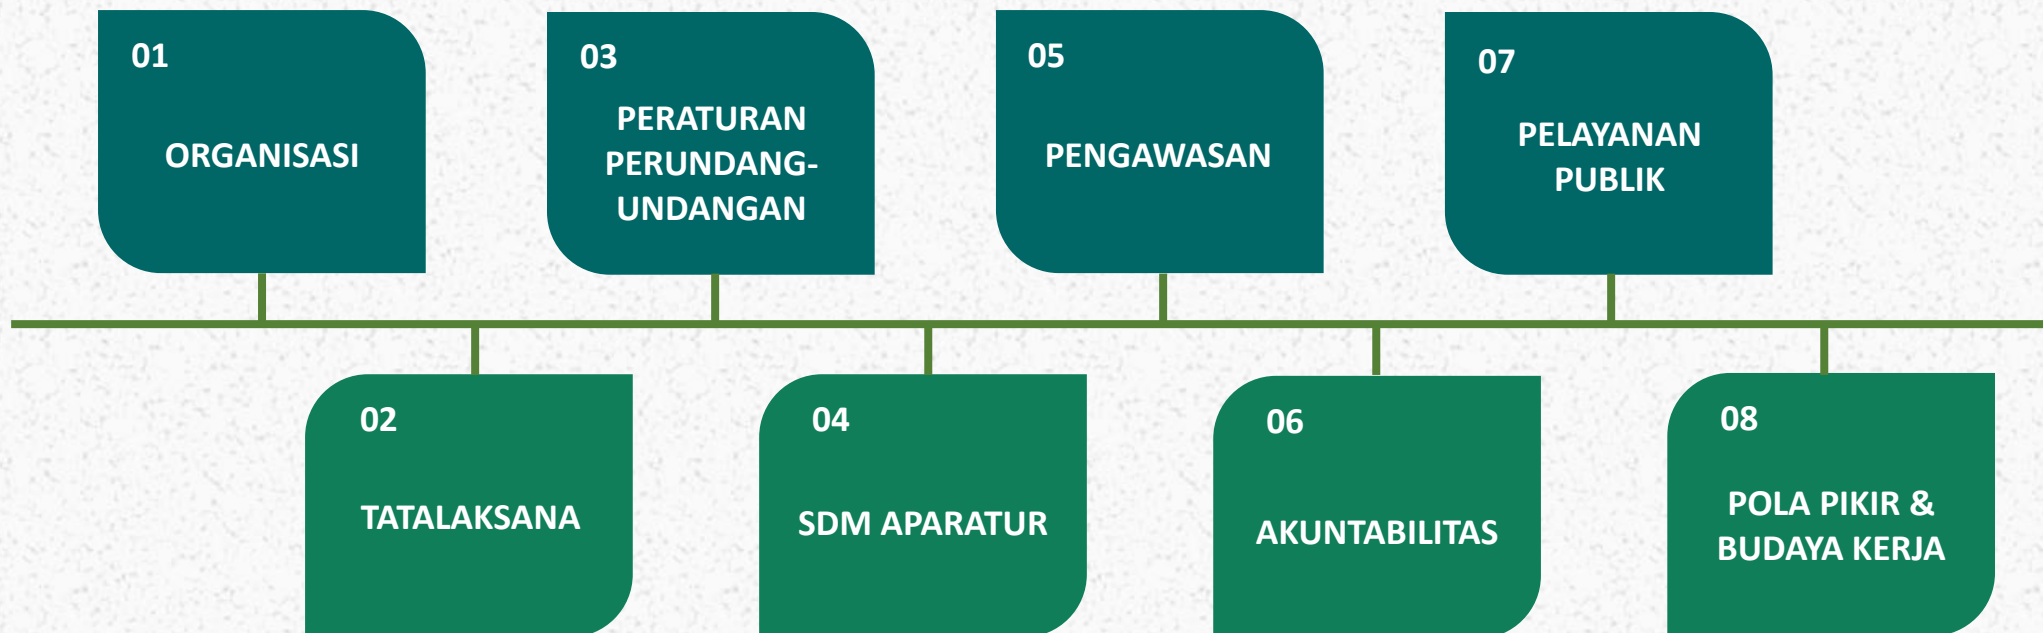 01
ORGANISASI
02
TATALAKSANA
03
PERATURAN
PERUNDANG-
UNDANGAN
04
SDM APARATUR
05
PENGAWASAN
06
AKUNTABILITAS
07
PELAYANAN
PUBLIK
08
POLA PIKIR &
BUDAYA KERJA